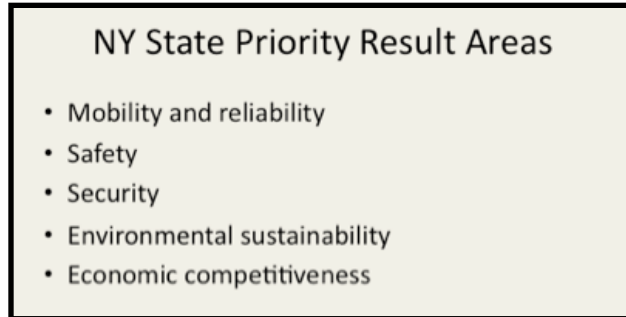 NY State Priority Result Areas
• Mobility and reliability
• Safety
• Security
• Environmental sustainability
• Economic competitiveness